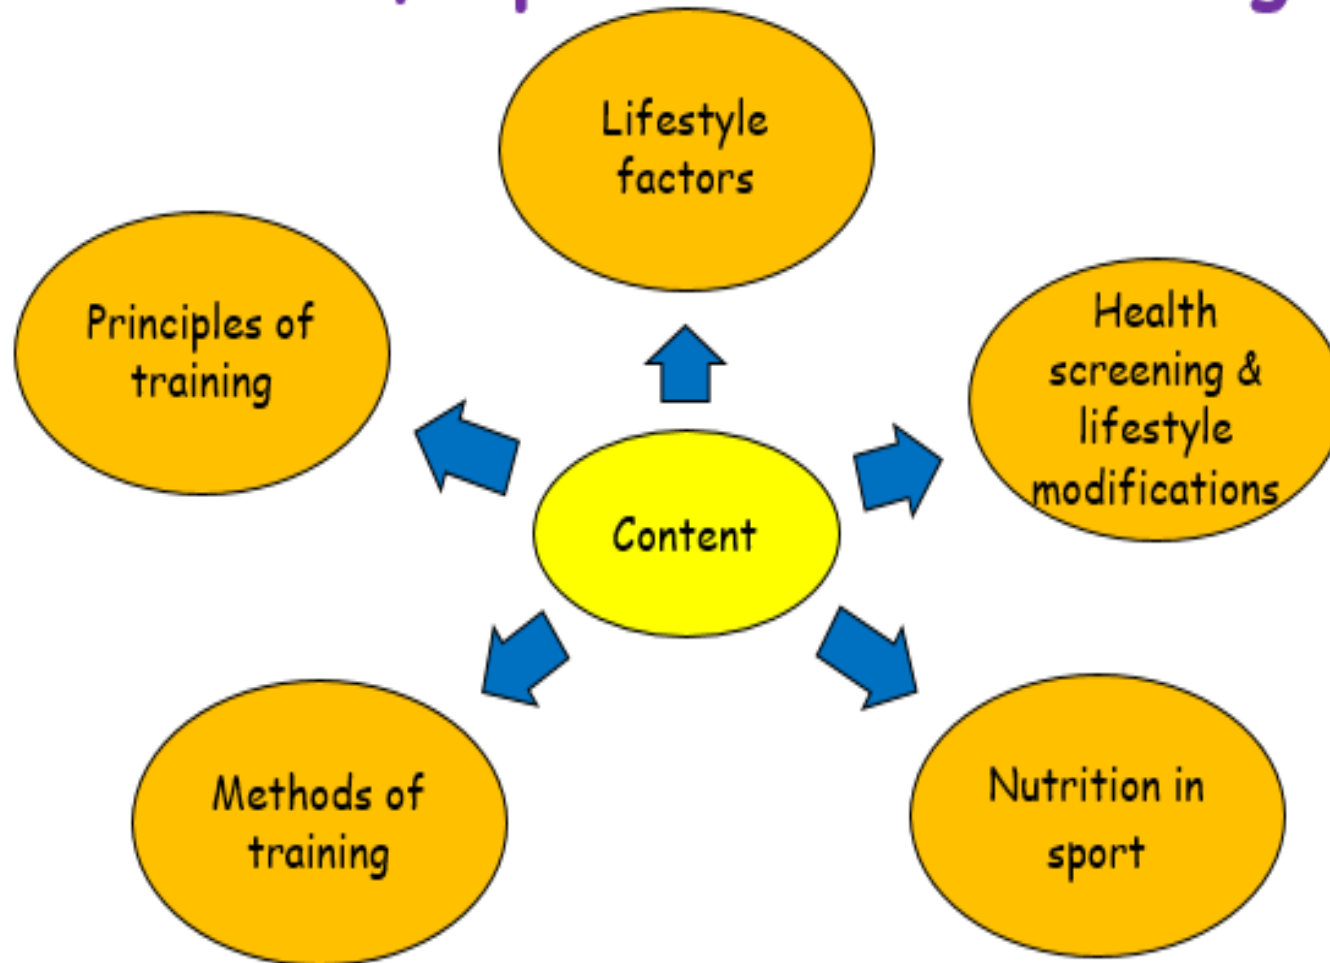 Lifestyle
factors
Principles of
training
Health
screening &
lifestyle
modifications
Content
Methods of
training
Nutrition in
sport